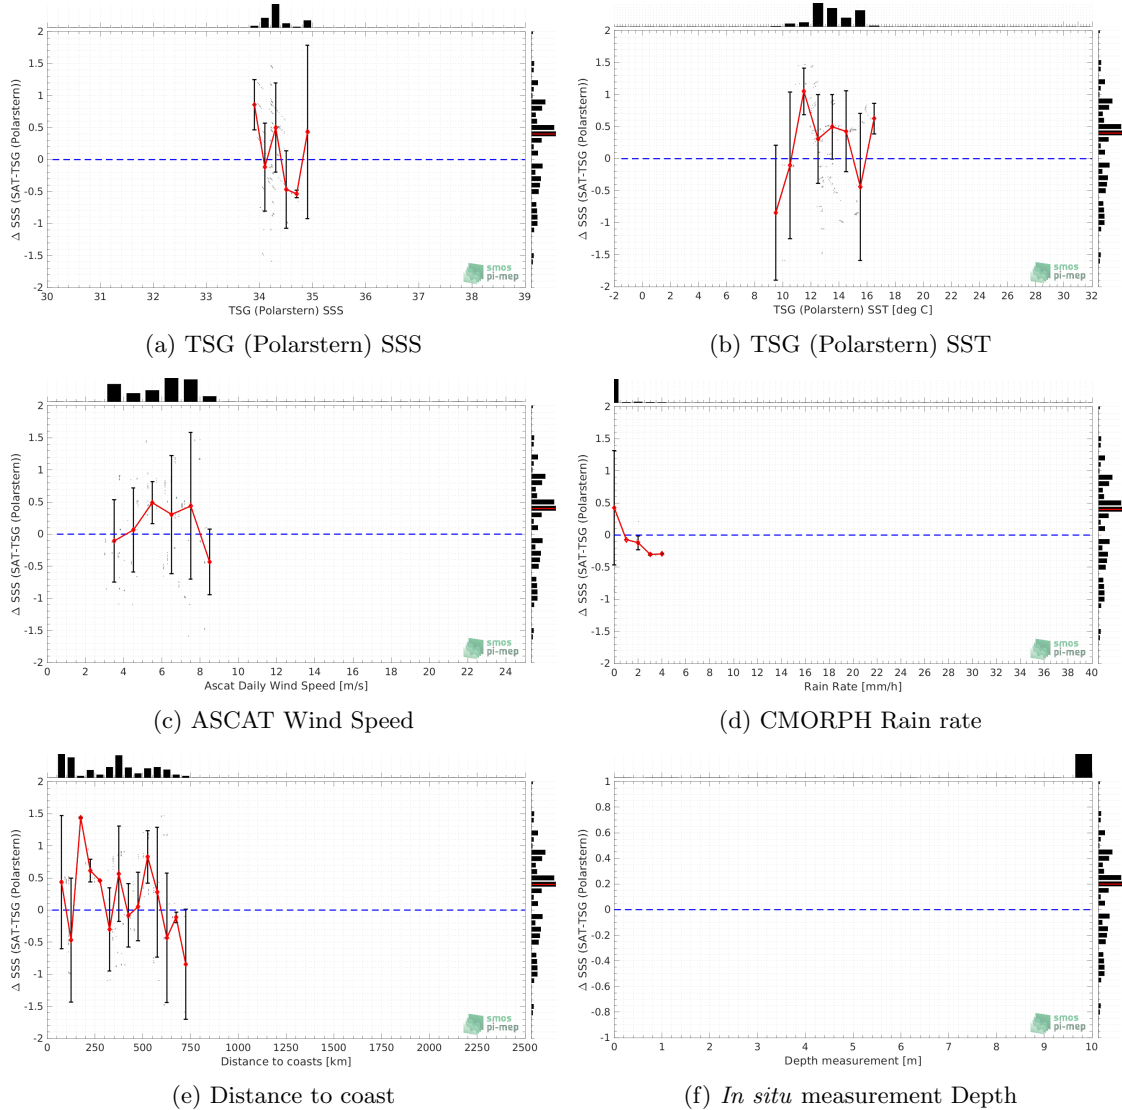 2
1.5
1
0.5
0
-0.5
-1
-1.5
-2
Δ SSS (SAT-TSG (Polarstern))
30 31 32 33 34 35 36 37 38 39
TSG (Polarstern) SSS
smos
pi-mep
(a) TSG (Polarstern) SSS
2
1.5
1
0.5
0
-0.5
-1
-1.5
-2
Δ SSS (SAT-TSG (Polarstern))
-2 0 2 4 6 8 10 12 14 16 18 20 22 24 26 28 30 32
TSG (Polarstern) SST [deg C]
smos
pi-mep
(b) TSG (Polarstern) SST
2
1.5
1
0.5
0
-0.5
-1
-1.5
-2
Δ SSS (SAT-TSG (Polarstern))
0 2 4 6 8 10 12 14 16 18 20 22 24
Ascat Daily Wind Speed [m/s]
smos
pi-mep
(c) ASCAT Wind Speed
2
1.5
1
0.5
0
-0.5
-1
-1.5
-2
Δ SSS (SAT-TSG (Polarstern))
0 2 4 6 8 10 12 14 16 18 20 22 24 26 28 30 32 34 36 38 40
Rain Rate [mm/h]
smos
pi-mep
(d) CMORPH Rain rate
2
1.5
1
0.5
0
-0.5
-1
-1.5
-2
Δ SSS (SAT-TSG (Polarstern))
0 250 500 750 1000 1250 1500 1750 2000 2250 2500
Distance to coasts [km]
smos
pi-mep
(e) Distance to coast
1
0.8
0.6
0.4
0.2
0
-0.2
-0.4
-0.6
-0.8
-1
Δ SSS (SAT-TSG (Polarstern))
0 1 2 3 4 5 6 7 8 9 10
Depth measurement [m]
smos
pi-mep
(f) In situ measurement Depth